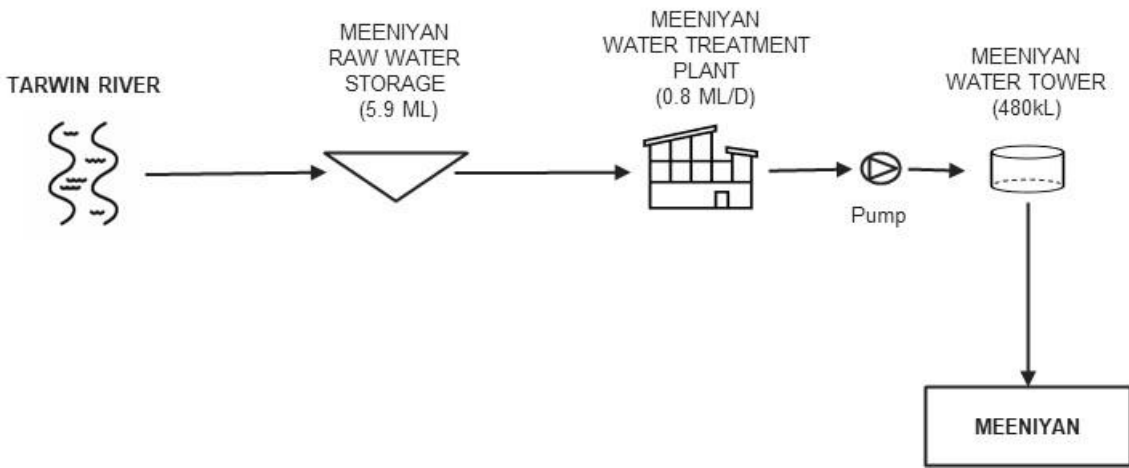 TARWIN RIVER
MEENIYAN
RAW WATER
STORAGE
(5.9 ML)
MEENIYAN
WATER TREATMENT
PLANT
(0.8 ML/D)
Pump
MEENIYAN
WATER TOWER
(480kL)
MEENIYAN